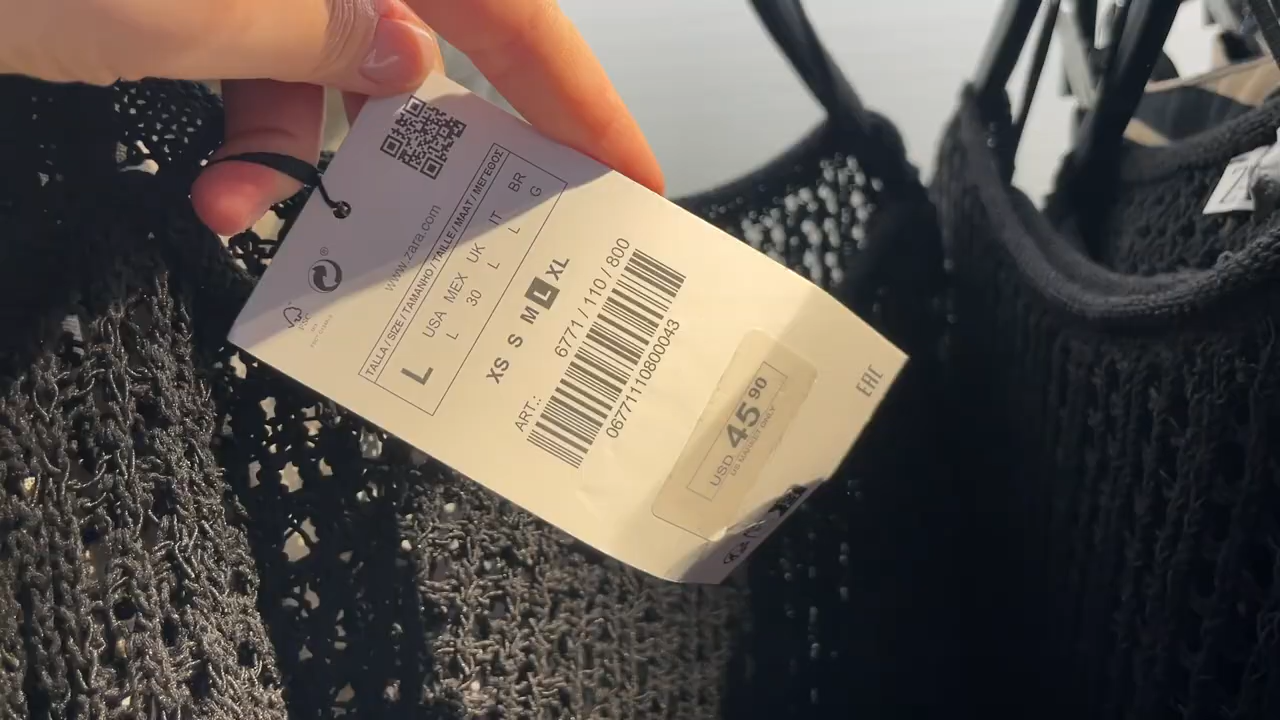 www.zara.com
TALLA / SIZE / TAMANHO / TAILLE / MAAT / ΜΕΓΕΘΟΣ
USA MEX UK IT BR
L L 30 L L G
XS S M L XL
ART.: 6771 / 110 / 800
06771110800043
USD 45 90
US MARKET ONLY
EAC